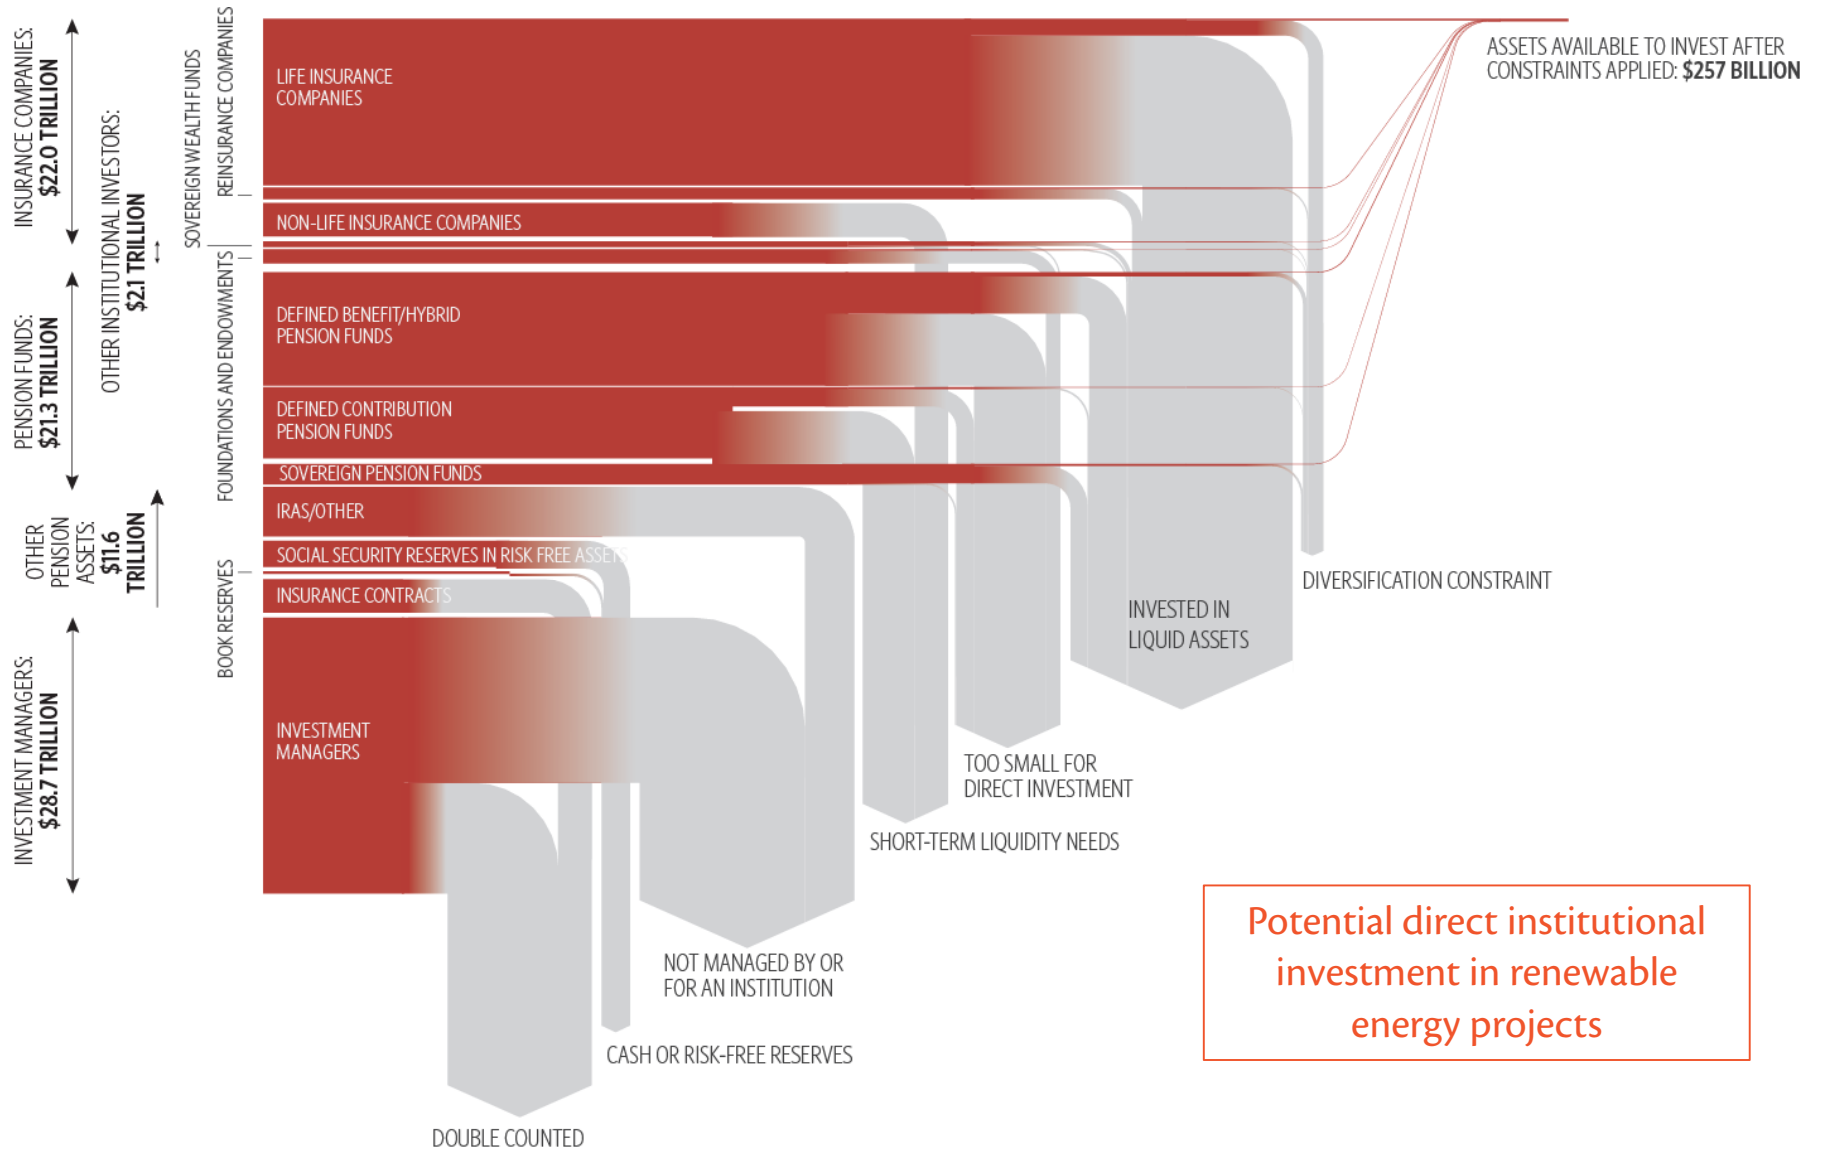 INSURANCE COMPANIES:
$22.0 TRILLION
OTHER INSTITUTIONAL INVESTORS:
$2.1 TRILLION
PENSION FUNDS:
$21.3 TRILLION
OTHER
PENSION
ASSETS:
$11.6
TRILLION
INVESTMENT MANAGERS:
$28.7 TRILLION
SOVEREIGN WEALTH FUNDS
REINSURANCE COMPANIES
FOUNDATIONS AND ENDOWMENTS
BOOK RESERVES
LIFE INSURANCE
COMPANIES
NON-LIFE INSURANCE COMPANIES
DEFINED BENEFIT/HYBRID
PENSION FUNDS
DEFINED CONTRIBUTION
PENSION FUNDS
SOVEREIGN PENSION FUNDS
IRAS/OTHER
SOCIAL SECURITY RESERVES IN RISK FREE ASSETS
INSURANCE CONTRACTS
INVESTMENT
MANAGERS
ASSETS AVAILABLE TO INVEST AFTER
CONSTRAINTS APPLIED: $257 BILLION
DIVERSIFICATION CONSTRAINT
INVESTED IN
LIQUID ASSETS
TOO SMALL FOR
DIRECT INVESTMENT
SHORT-TERM LIQUIDITY NEEDS
NOT MANAGED BY OR
FOR AN INSTITUTION
CASH OR RISK-FREE RESERVES
DOUBLE COUNTED
Potential direct institutional
investment in renewable
energy projects